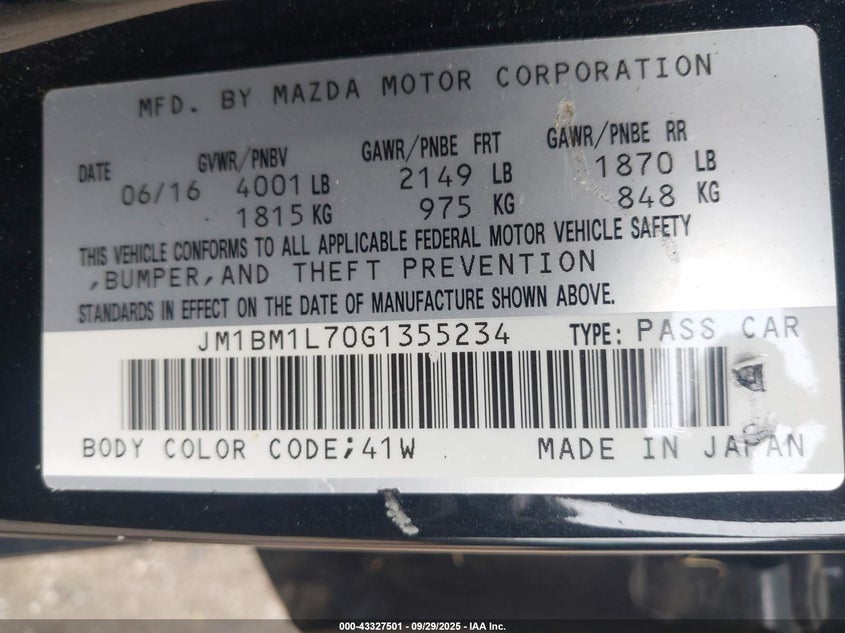 MFD. BY MAZDA MOTOR CORPORATION
DATE GVWR/PNBV GAWR/PNBE FRT GAWR/PNBE RR
06/16 4001 LB 2149 LB 1870 LB
1815 KG 975 KG 848 KG
THIS VEHICLE CONFORMS TO ALL APPLICABLE FEDERAL MOTOR VEHICLE SAFETY
,BUMPER,AND THEFT PREVENTION
STANDARDS IN EFFECT ON THE DATE OF MANUFACTURE SHOWN ABOVE.
JM1BM1L70G1355234 TYPE: PASS CAR
BODY COLOR CODE;41W MADE IN JAPAN
000-43327501 - 09/29/2025 - IAA Inc.